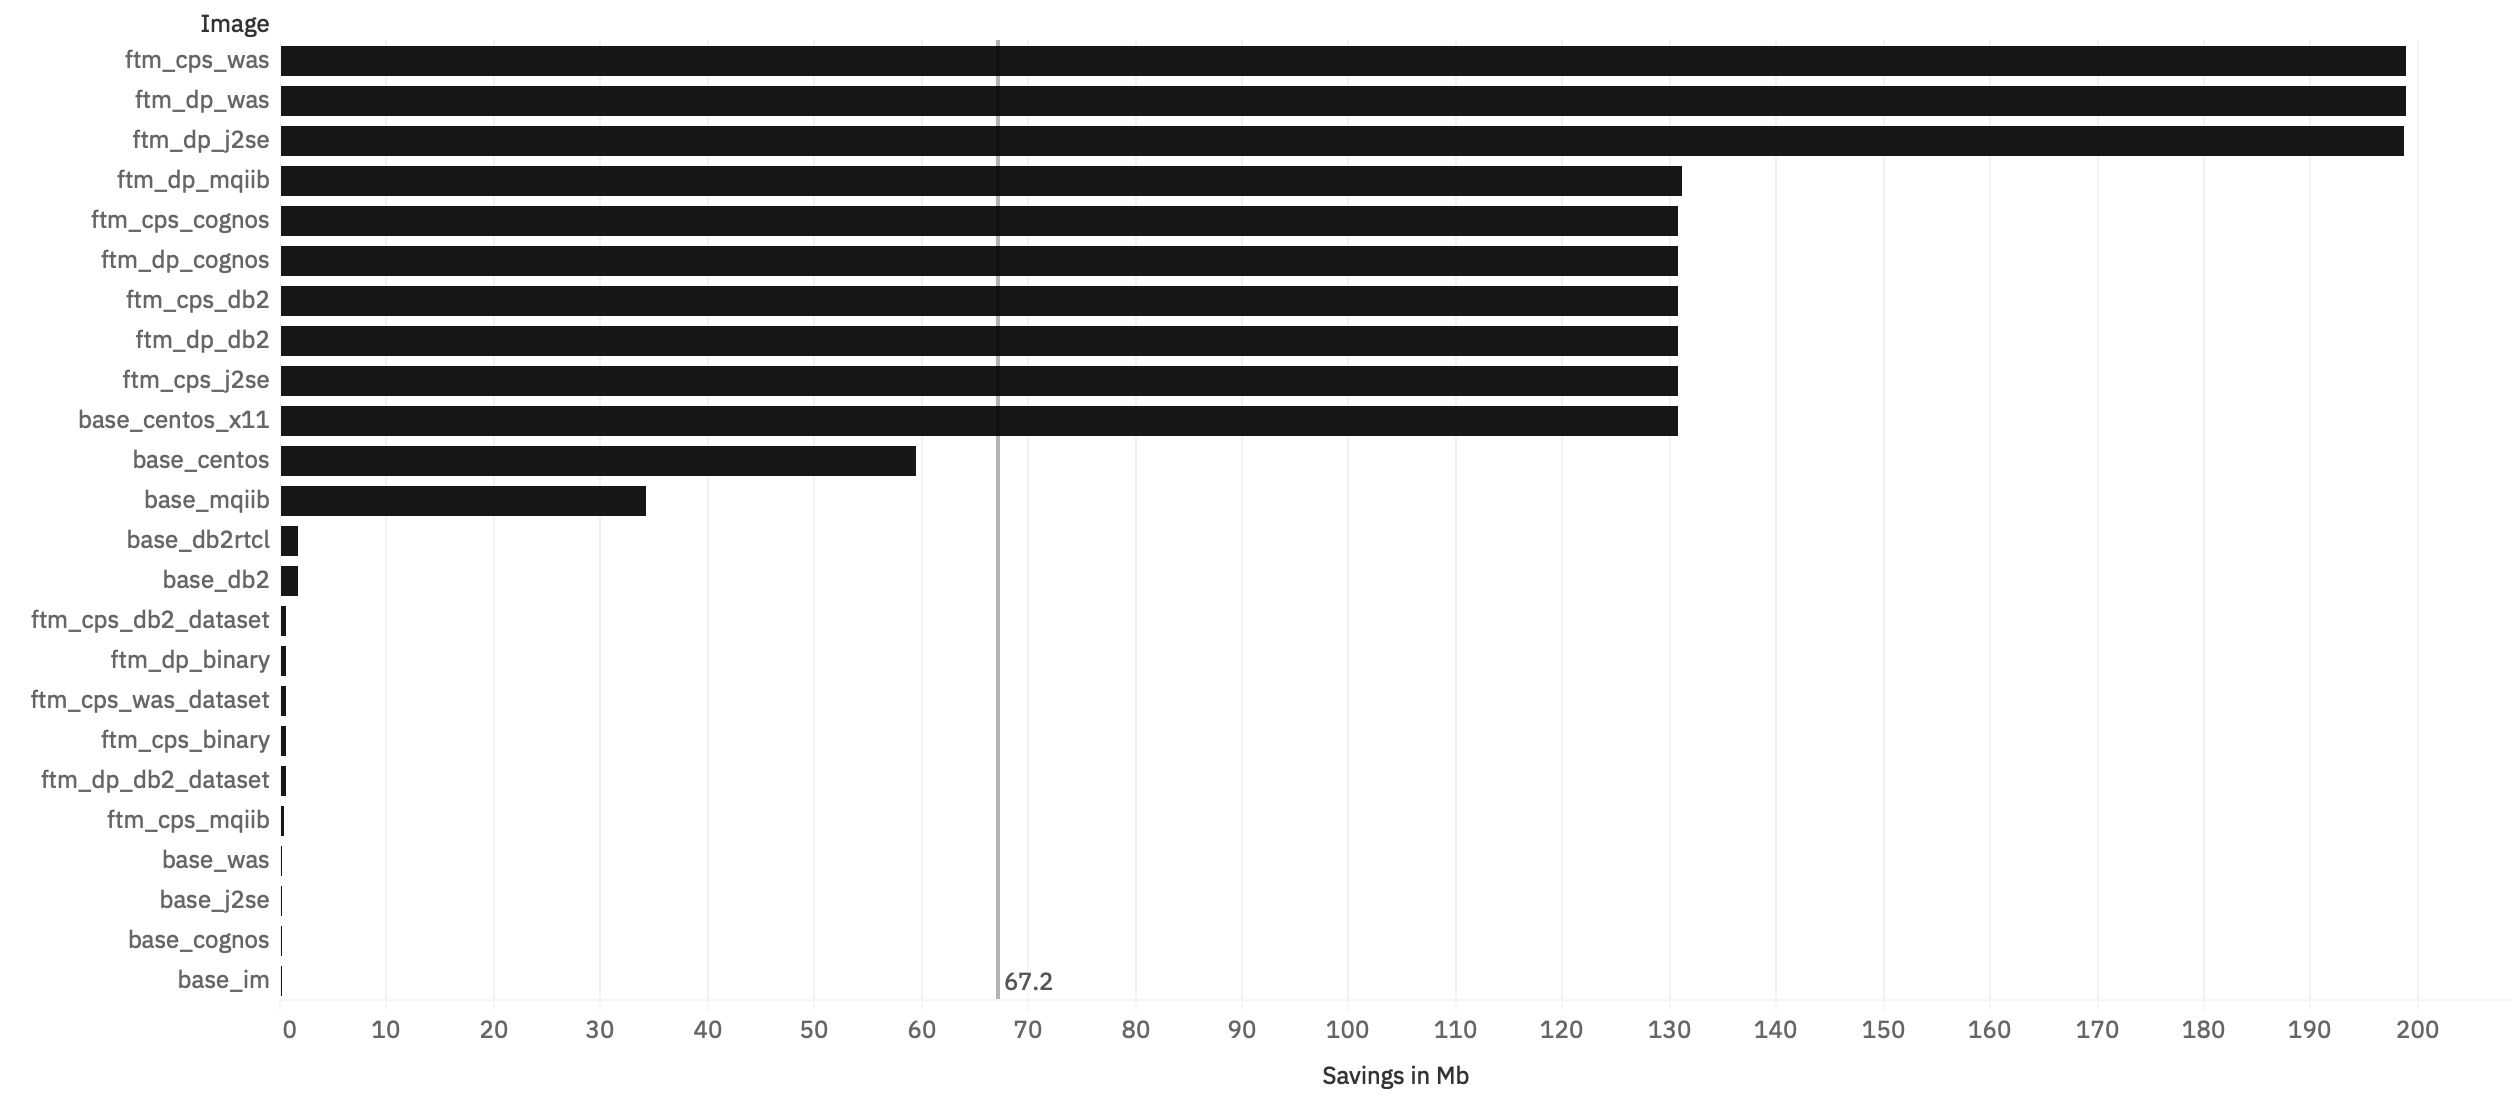 Image
ftm_cps_was
ftm_dp_was
ftm_dp_j2se
ftm_dp_mqiib
ftm_cps_cognos
ftm_dp_cognos
ftm_cps_db2
ftm_dp_db2
ftm_cps_j2se
base_centos_x11
base_centos
base_mqiib
base_db2rtcl
base_db2
ftm_cps_db2_dataset
ftm_dp_binary
ftm_cps_was_dataset
ftm_cps_binary
ftm_dp_db2_dataset
ftm_cps_mqiib
base_was
base_j2se
base_cognos
base_im 67.2
0 10 20 30 40 50 60 70 80 90 100 110 120 130 140 150 160 170 180 190 200
Savings in Mb